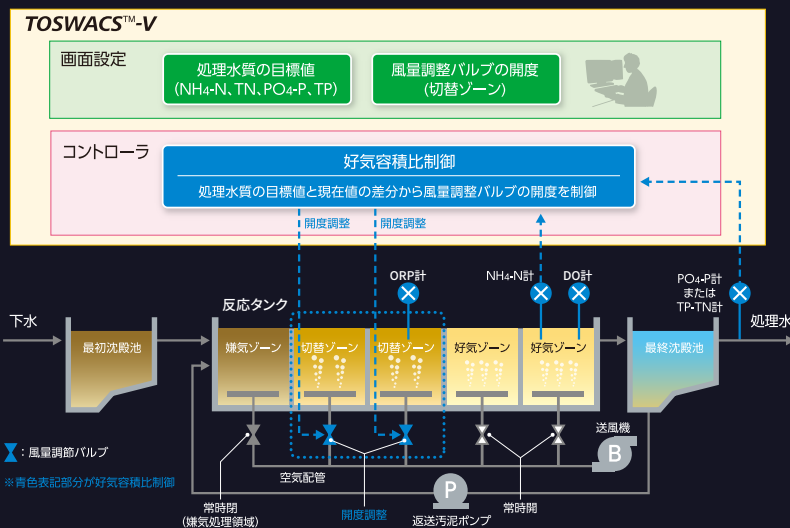 TOSWACS™-V
画面設定
処理水質の目標値
(NH4-N、TN、PO4-P、TP)
風量調整バルブの開度
(切替ゾーン)
コントローラ
好気容積比制御
処理水質の目標値と現在値の差分から風量調整バルブの開度を制御
開度調整
開度調整
ORP計
NH4-N計
DO計
PO4-P計
または
TP・TN計
反応タンク
下水
処理水
最初沈殿池
嫌気ゾーン
切替ゾーン
切替ゾーン
好気ゾーン
好気ゾーン
最終沈殿池
送風機
B
:風量調節バルブ
※青色表記部分が好気容積比制御
空気配管
P
常時閉
(嫌気処理領域)
開度調整
返送汚泥ポンプ
常時開